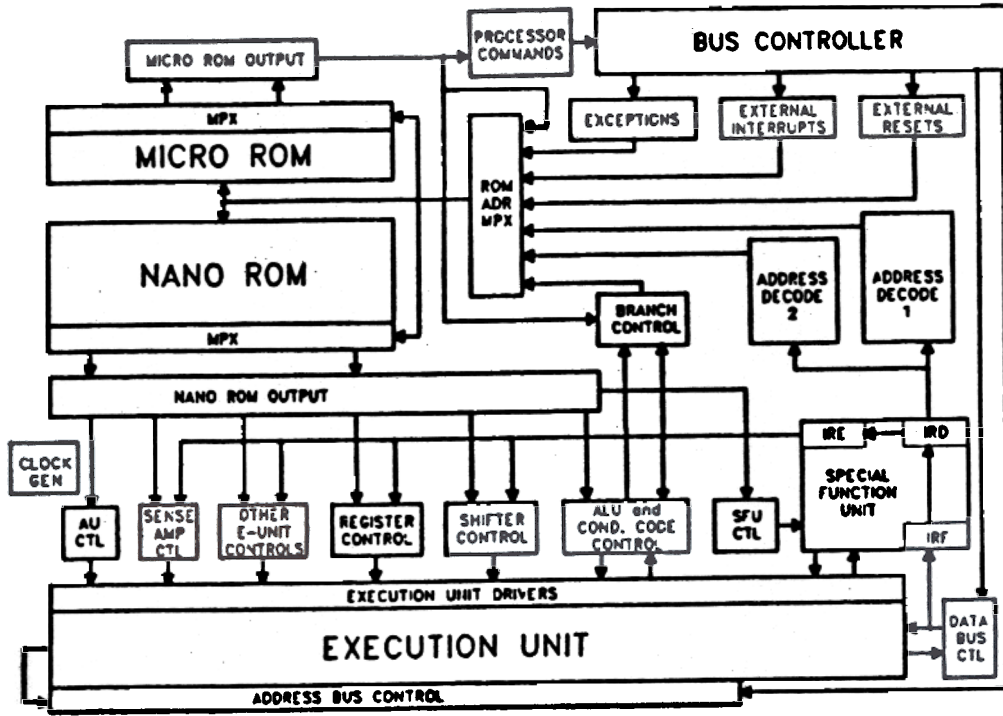 MICRO ROM OUTPUT
PROCESSOR
COMMANDS
BUS CONTROLLER
MPX
MICRO ROM
EXCEPTIONS
EXTERNAL
INTERRUPTS
EXTERNAL
RESETS
ROM
ADR
MPX
NANO ROM
MPX
BRANCH
CONTROL
ADDRESS
DECODE
2
ADDRESS
DECODE
1
NANO ROM OUTPUT
CLOCK
GEN
IRE
IRD
SPECIAL
FUNCTION
UNIT
IRF
AU
CTL
SENSE
AMP
CTL
OTHER
E-UNIT
CONTROLS
REGISTER
CONTROL
SHIFTER
CONTROL
ALU and
COND. CODE
CONTROL
SFU
CTL
EXECUTION UNIT DRIVERS
EXECUTION UNIT
DATA
BUS
CTL
ADDRESS BUS CONTROL